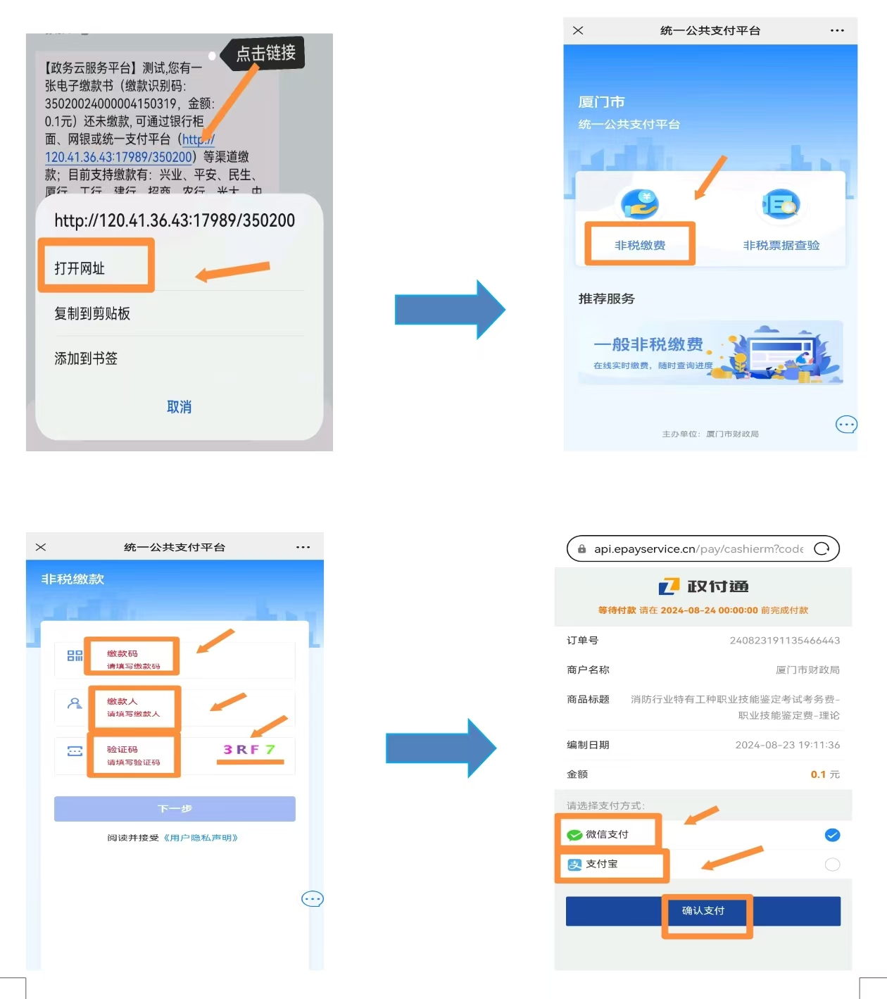 点击链接
【政务云服务平台】测试,您有一
张电子缴款书（缴款识别码：
35020024000004150319，金额：
0.1元）还未缴款, 可通过银行柜
面、网银或统一支付平台（http://
120.41.36.43:17989/350200）等渠道缴
款；目前支持缴款有：兴业、平安、民生、
厦行、工行、建行、招商、农行、光大、中
http://120.41.36.43:17989/350200
打开网址
复制到剪贴板
添加到书签
取消
统一公共支付平台
厦门市
统一公共支付平台
非税缴费
非税票据查验
推荐服务
一般非税缴费
在线实时缴费，随时查询进度
主办单位：厦门市财政局
统一公共支付平台
非税缴款
缴款码
请填写缴款码
缴款人
请填写缴款人
验证码
请填写验证码
3RF7
下一步
阅读并接受《用户隐私声明》
api.epayservice.cn/pay/cashierm?code
政付通
等待付款 请在 2024-08-24 00:00:00 前完成付款
订单号 240823191135466443
商户名称 厦门市财政局
商品标题 消防行业特有工种职业技能鉴定考试考务费-
职业技能鉴定费-理论
编制日期 2024-08-23 19:11:36
金额 0.1 元
请选择支付方式：
微信支付
支付宝
确认支付